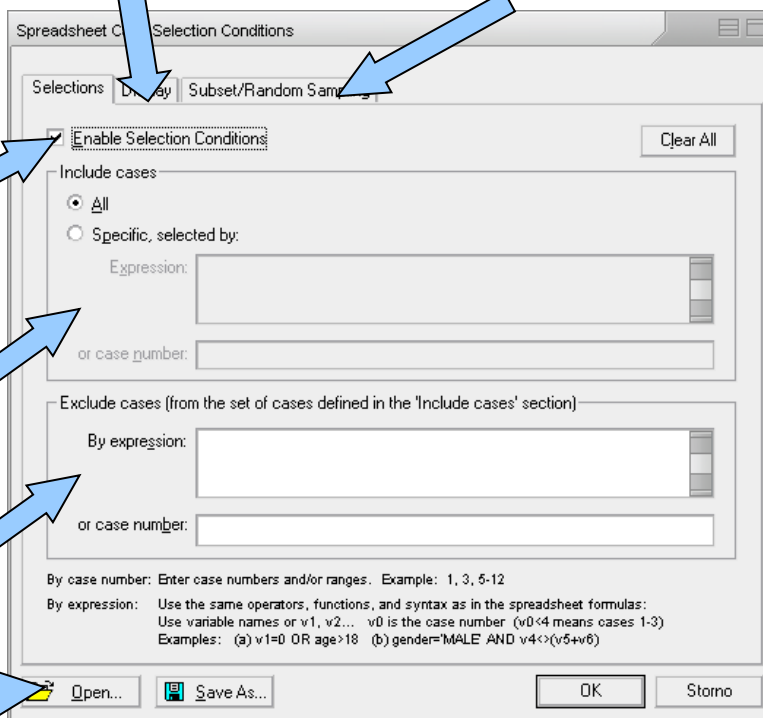 Spreadsheet Selection Conditions
Selections Subset/Random
Enable Selection Conditions
Clear All
Include cases
All
Specific, selected by:
Expression:
or case number:
Exclude cases (from the set of cases defined in the 'Include cases' section)
By expression:
or case number:
By case number: Enter case numbers and/or ranges. Example: 1, 3, 5-12
By expression: Use the same operators, functions, and syntax as in the spreadsheet formulas:
Use variable names or v1, v2... v0 is the case number (v0<4 means cases 1-3)
Examples: (a) v1=0 OR age>18 (b) gender='MALE' AND v4<>(v5+v6)
Open... Save As... OK Storno